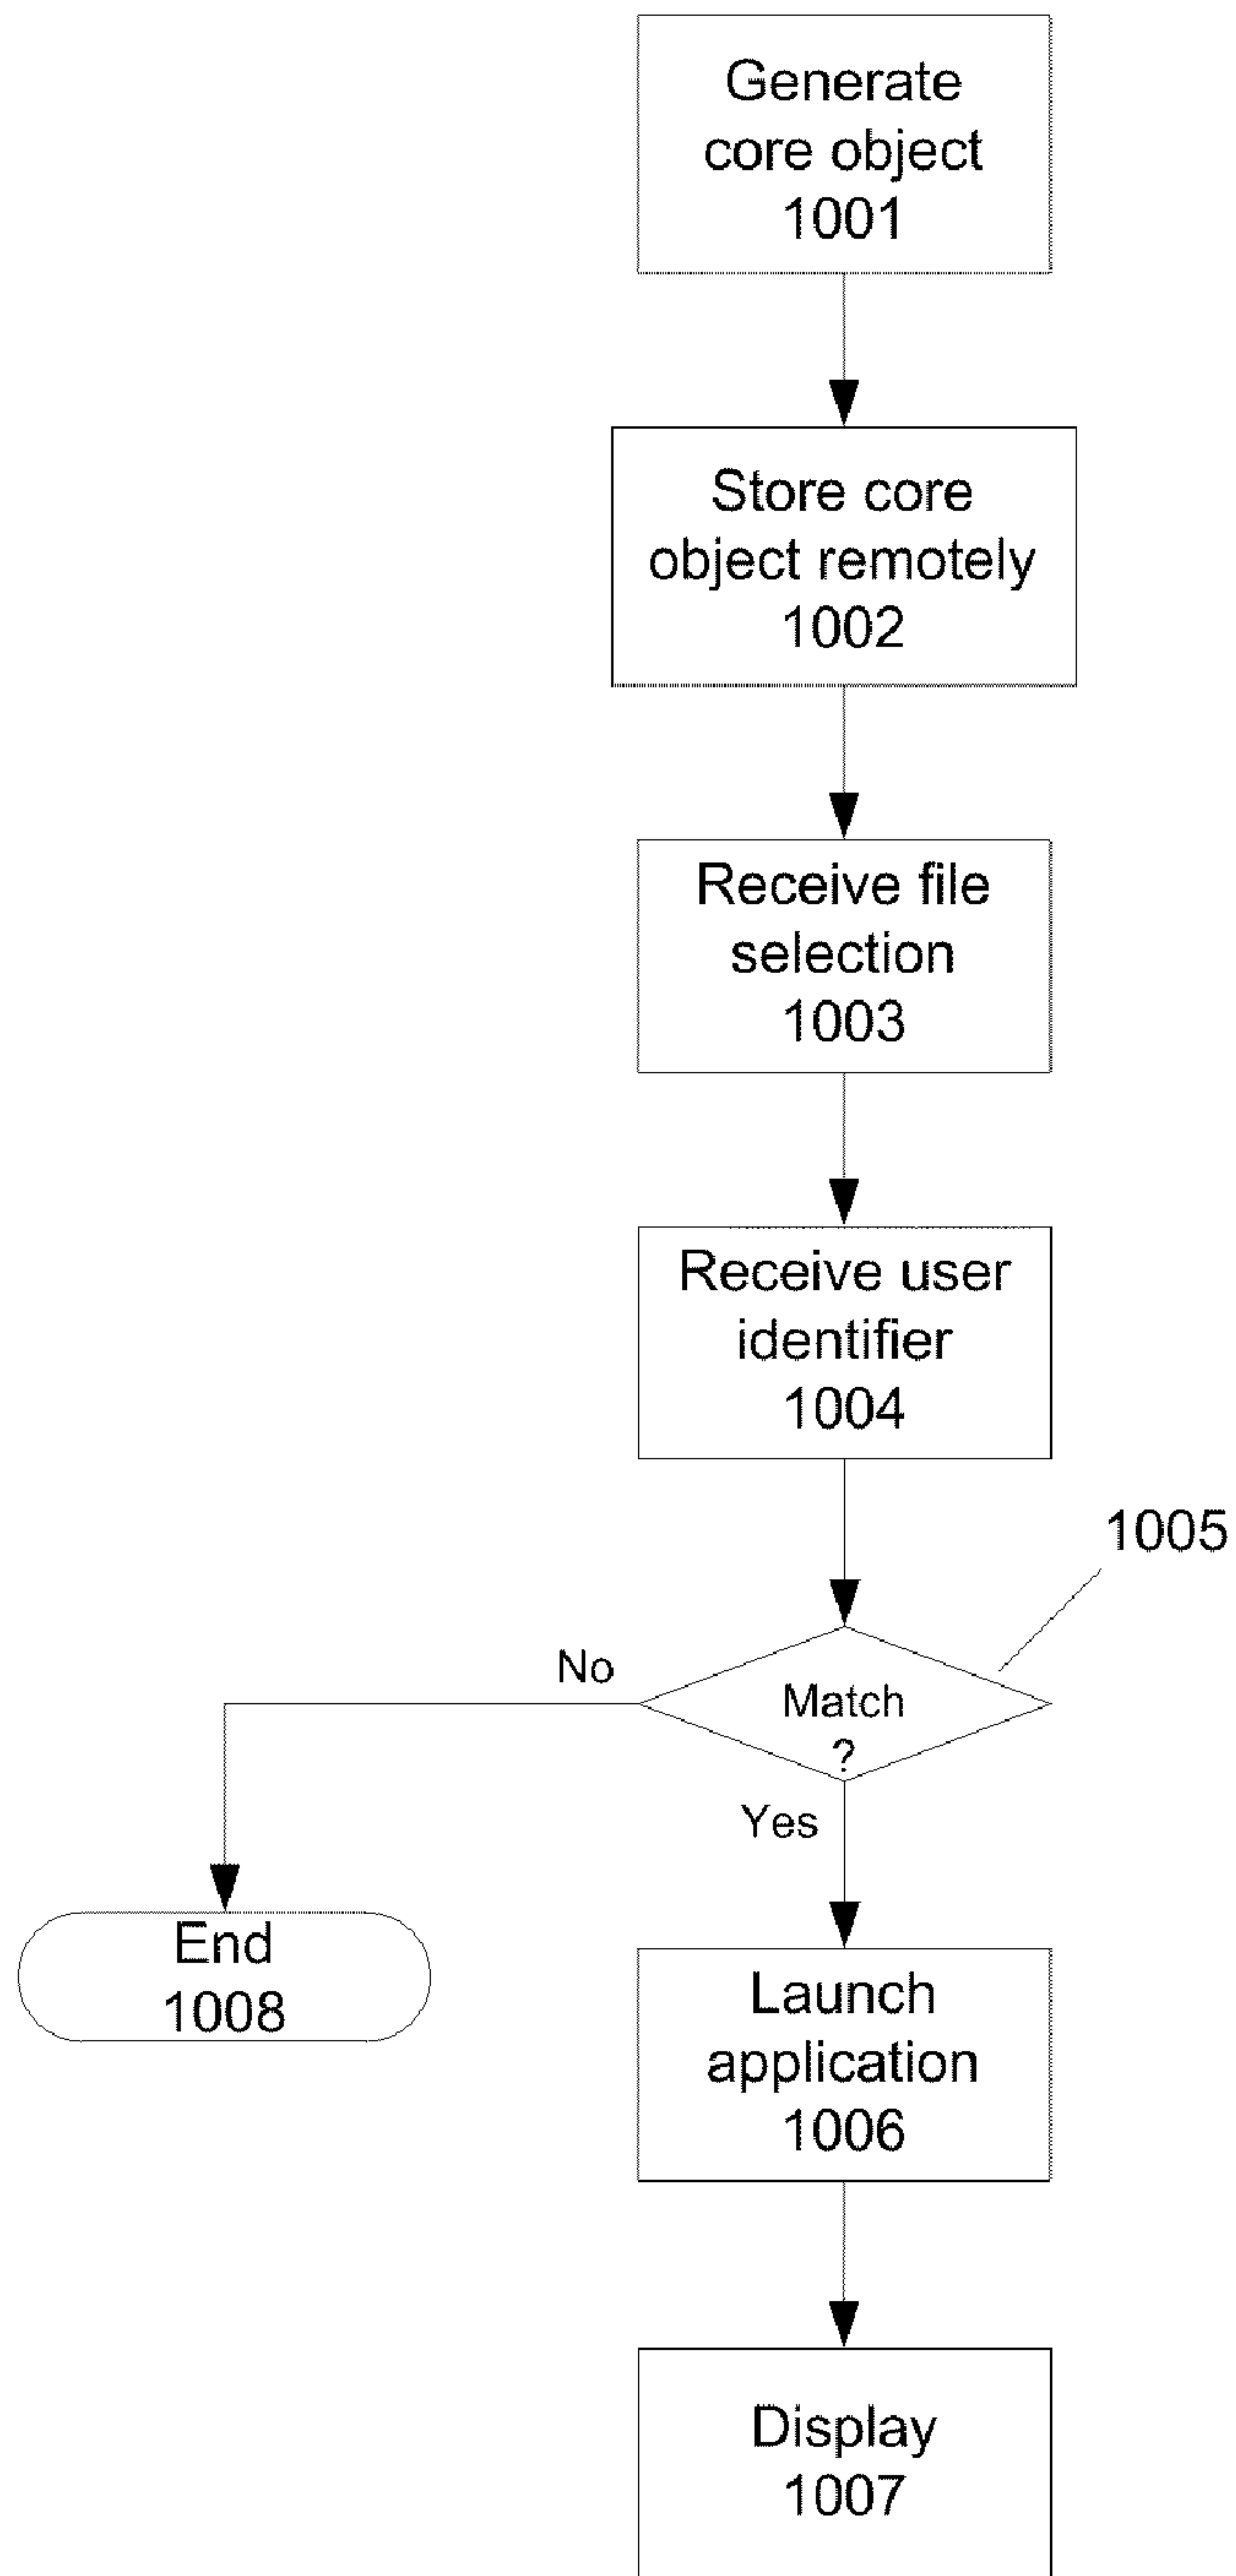 Generate
core object
1001
Store core
object remotely
1002
Receive file
selection
1003
Receive user
identifier
1004
1005
No
Match
?
Yes
End
1008
Launch
application
1006
Display
1007